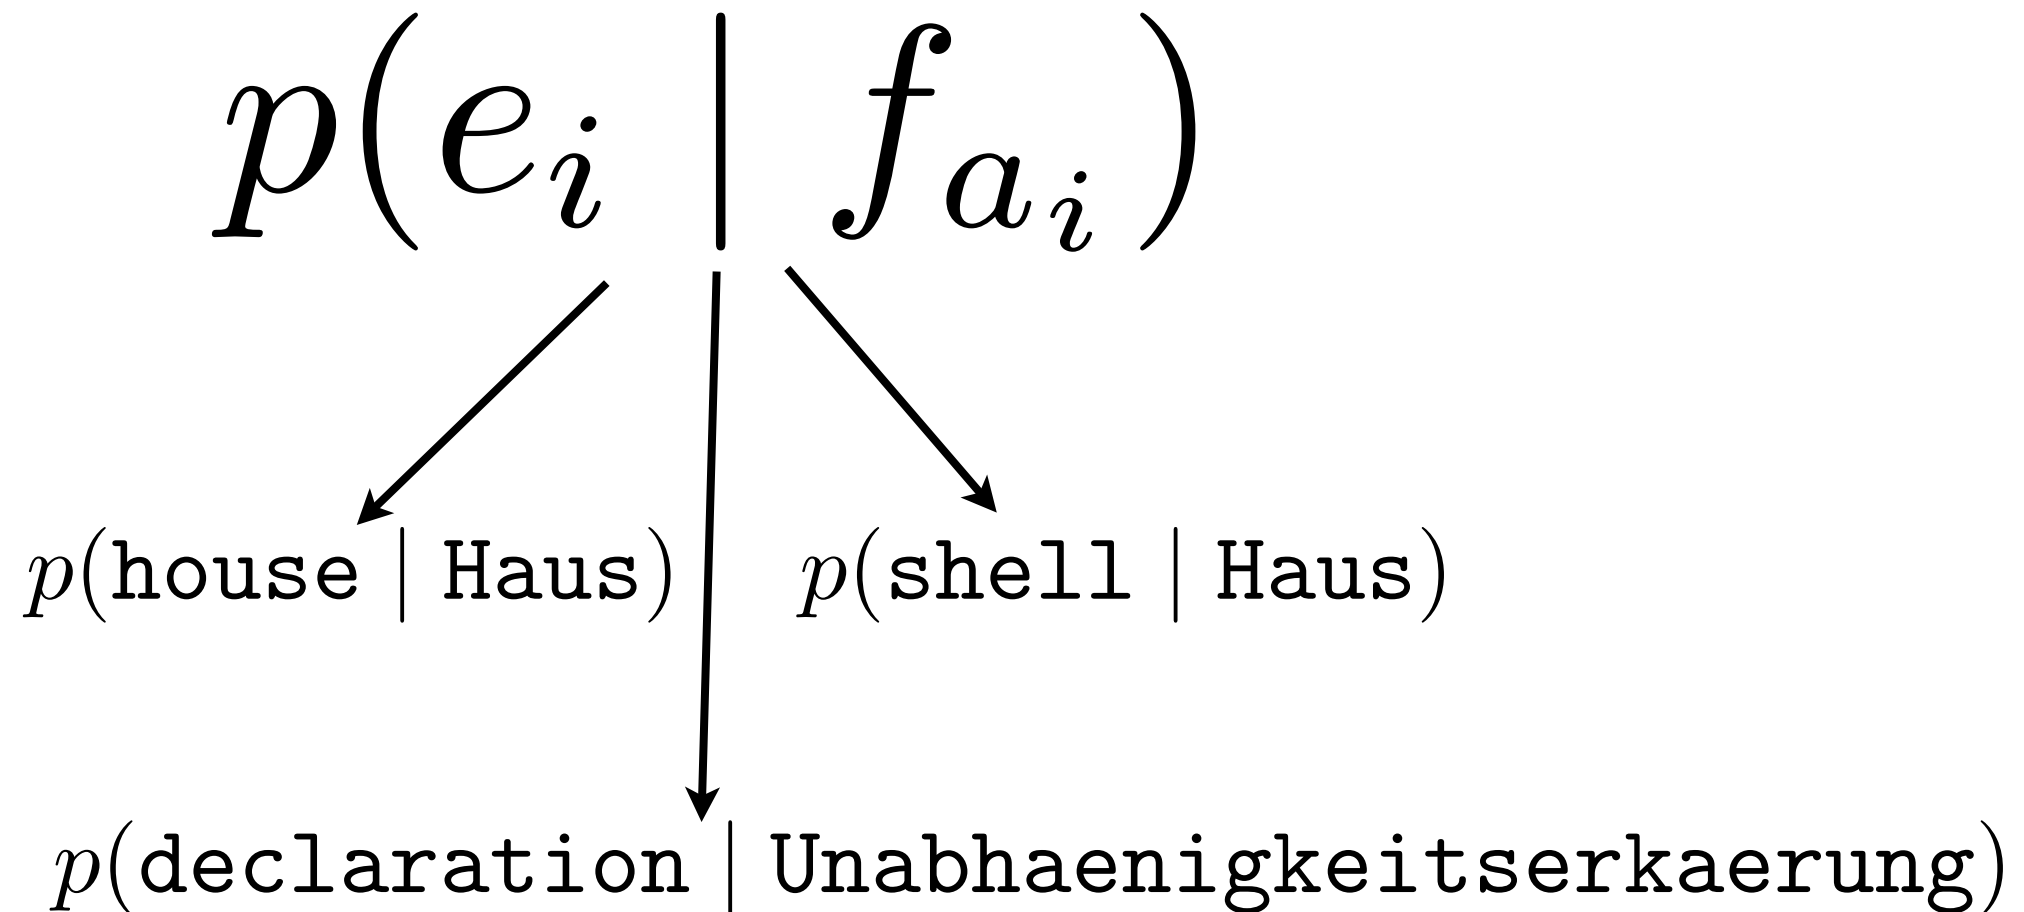 p(e_i | f_{a_i})
p(house | Haus) p(shell | Haus)
p(declaration | Unabhaenigkeitserkaerung)